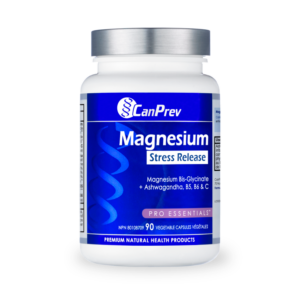 CanPrev
Magnesium
Stress Release
Magnesium Bis-Glycinate
+ Ashwagandha, B5, B6 & C
PRO ESSENTIALS
90 VEGETABLE CAPSULES VÉGÉTALES
PREMIUM NATURAL HEALTH PRODUCTS